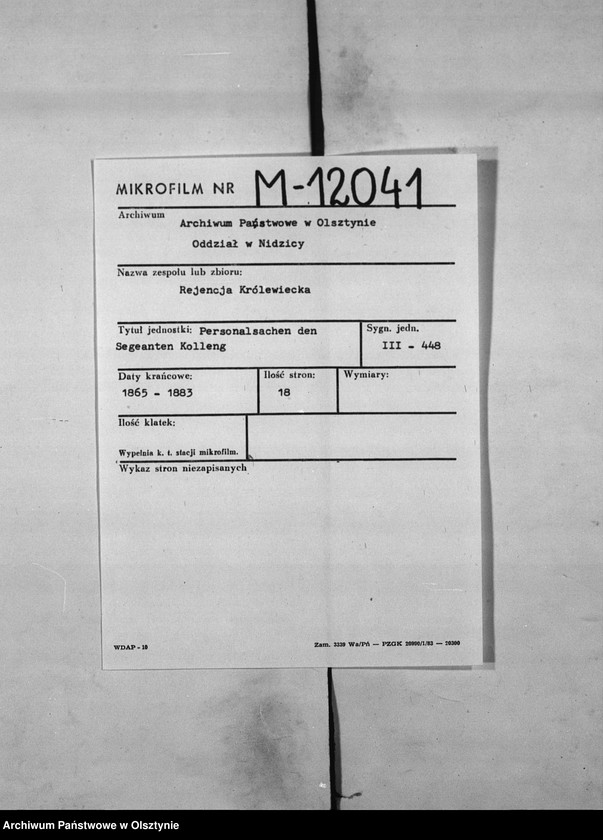 MIKROFILM NR M-12041
Archiwum
Archiwum Państwowe w Olsztynie
Oddział w Nidzicy
Nazwa zespołu lub zbioru:
Rejencja Królewiecka
Tytuł jednostki: Personalsachen den
Segeanten Kolleng
Sygn. jedn.
III - 448
Daty krańcowe:
1865 - 1883
Ilość stron:
18
Wymiary:
Ilość klatek:
Wypełnia k. t. stacji mikrofilm.
Wykaz stron niezapisanych
WDAP - 10
Zam. 3339 Wa/Pń — PZGK 20800/1/83 — 20300
Archiwum Państwowe w Olsztynie